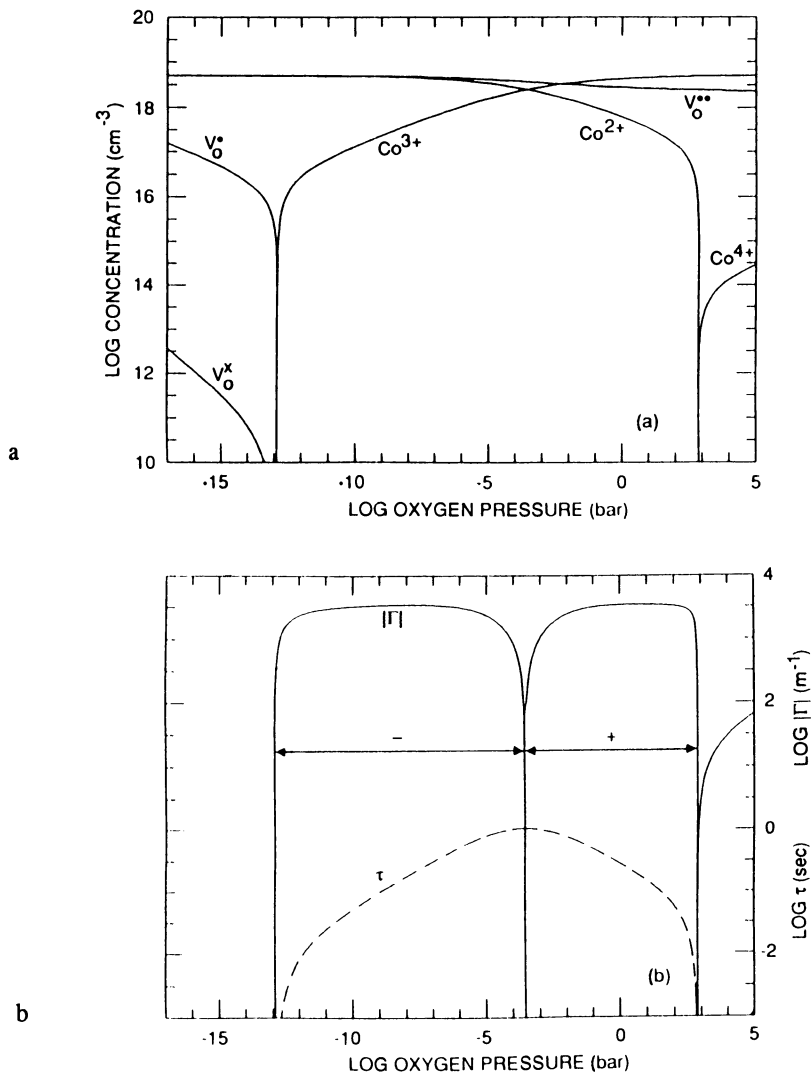 20
18
16
14
12
10
LOG CONCENTRATION (cm⁻³)
V_O^••
V_O^•
Co³⁺
Co²⁺
Co⁴⁺
V_O^x
(a)
a
·15 -10 -5 0 5
LOG OXYGEN PRESSURE (bar)
4
|Γ|
2
LOG |Γ| (m⁻¹)
− +
0
τ
LOG τ (sec)
-2
(b)
b
-15 -10 -5 0 5
LOG OXYGEN PRESSURE (bar)